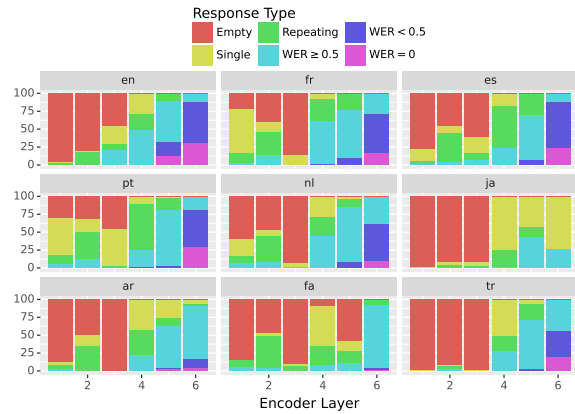 Response Type
Empty Repeating WER < 0.5
Single WER ≥ 0.5 WER = 0
en fr es
100
75
50
25
0
pt nl ja
100
75
50
25
0
ar fa tr
100
75
50
25
0
2 4 6 2 4 6 2 4 6
Encoder Layer